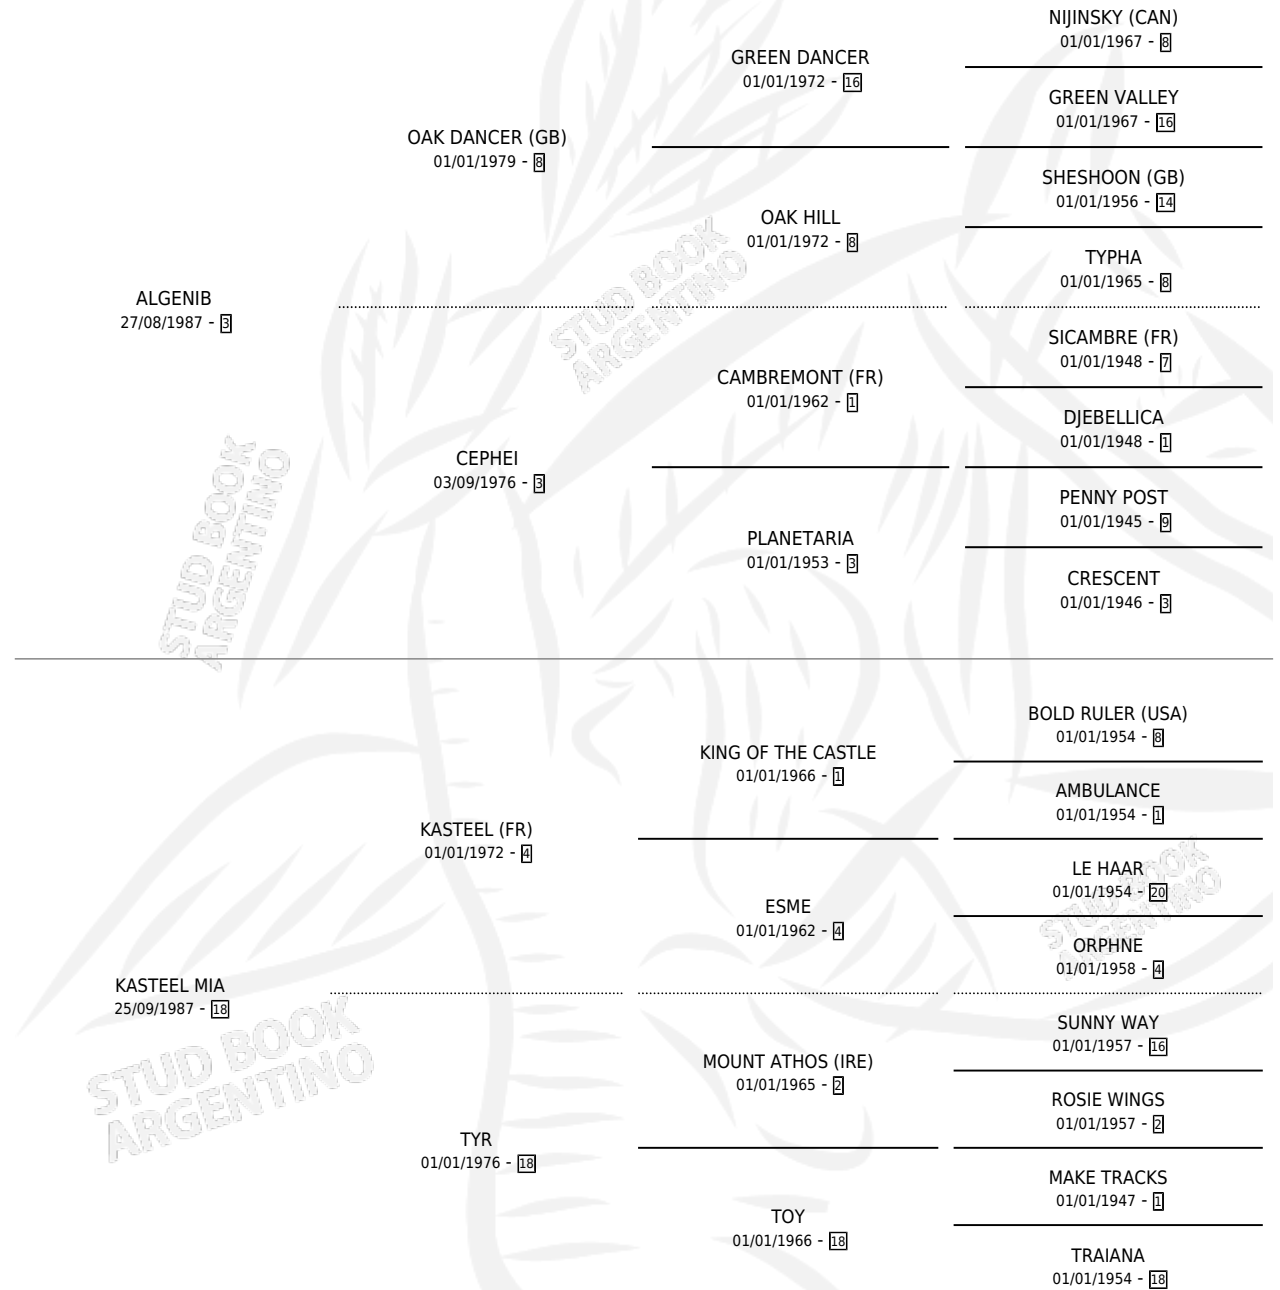 NIJINSKY (CAN)
01/01/1967 - 8
GREEN DANCER
01/01/1972 - 16
GREEN VALLEY
01/01/1967 - 16
OAK DANCER (GB)
01/01/1979 - 8
SHESHOON (GB)
01/01/1956 - 14
OAK HILL
01/01/1972 - 8
TYPHA
01/01/1965 - 8
ALGENIB
27/08/1987 - 3
SICAMBRE (FR)
01/01/1948 - 7
CAMBREMONT (FR)
01/01/1962 - 1
DJEBELLICA
01/01/1948 - 1
CEPHEI
03/09/1976 - 3
PENNY POST
01/01/1945 - 9
PLANETARIA
01/01/1953 - 3
CRESCENT
01/01/1946 - 3
STUD BOOK
ARGENTINO
STUD BOOK
ARGENTINO
BOLD RULER (USA)
01/01/1954 - 8
KING OF THE CASTLE
01/01/1966 - 1
AMBULANCE
01/01/1954 - 1
KASTEEL (FR)
01/01/1972 - 4
LE HAAR
01/01/1954 - 20
ESME
01/01/1962 - 4
ORPHNE
01/01/1958 - 4
KASTEEL MIA
25/09/1987 - 18
SUNNY WAY
01/01/1957 - 16
MOUNT ATHOS (IRE)
01/01/1965 - 2
ROSIE WINGS
01/01/1957 - 2
TYR
01/01/1976 - 18
MAKE TRACKS
01/01/1947 - 1
TOY
01/01/1966 - 18
TRAIANA
01/01/1954 - 18
STUD BOOK
ARGENTINO
STUD BOOK
ARGENTINO